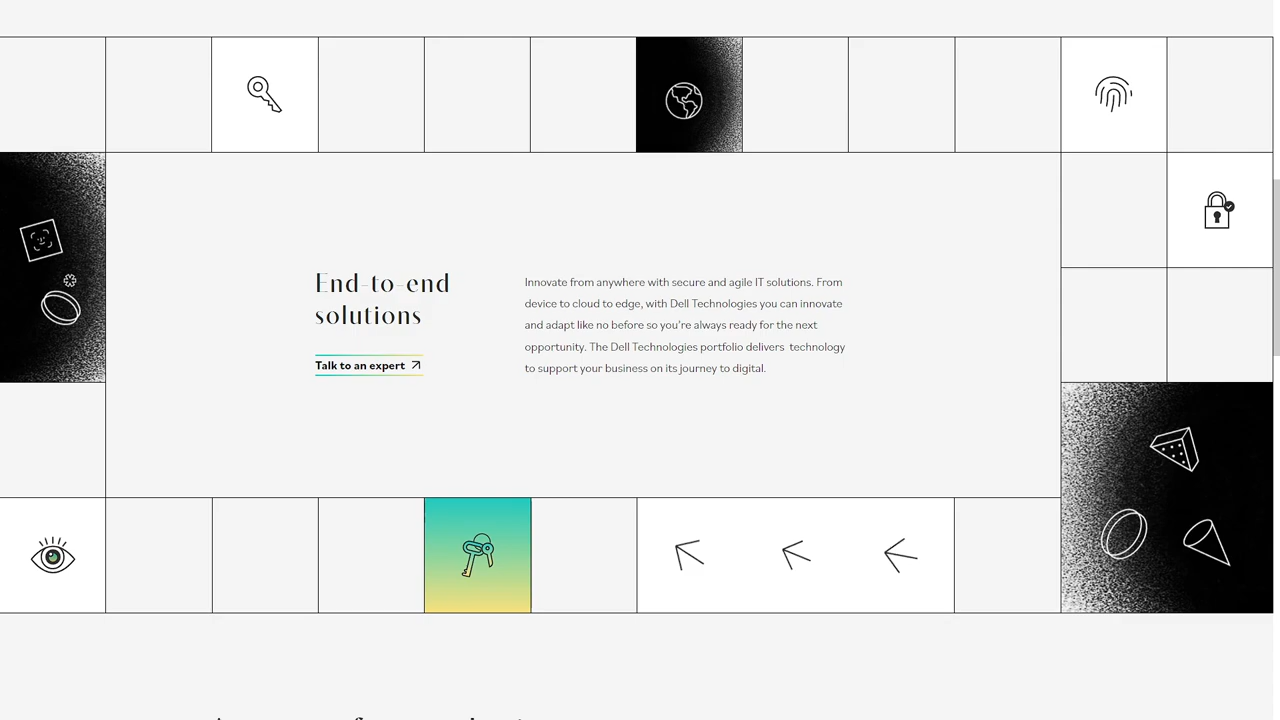 End-to-end
solutions
Talk to an expert
Innovate from anywhere with secure and agile IT solutions. From
device to cloud to edge, with Dell Technologies you can innovate
and adapt like no before so you're always ready for the next
opportunity. The Dell Technologies portfolio delivers technology
to support your business on its journey to digital.